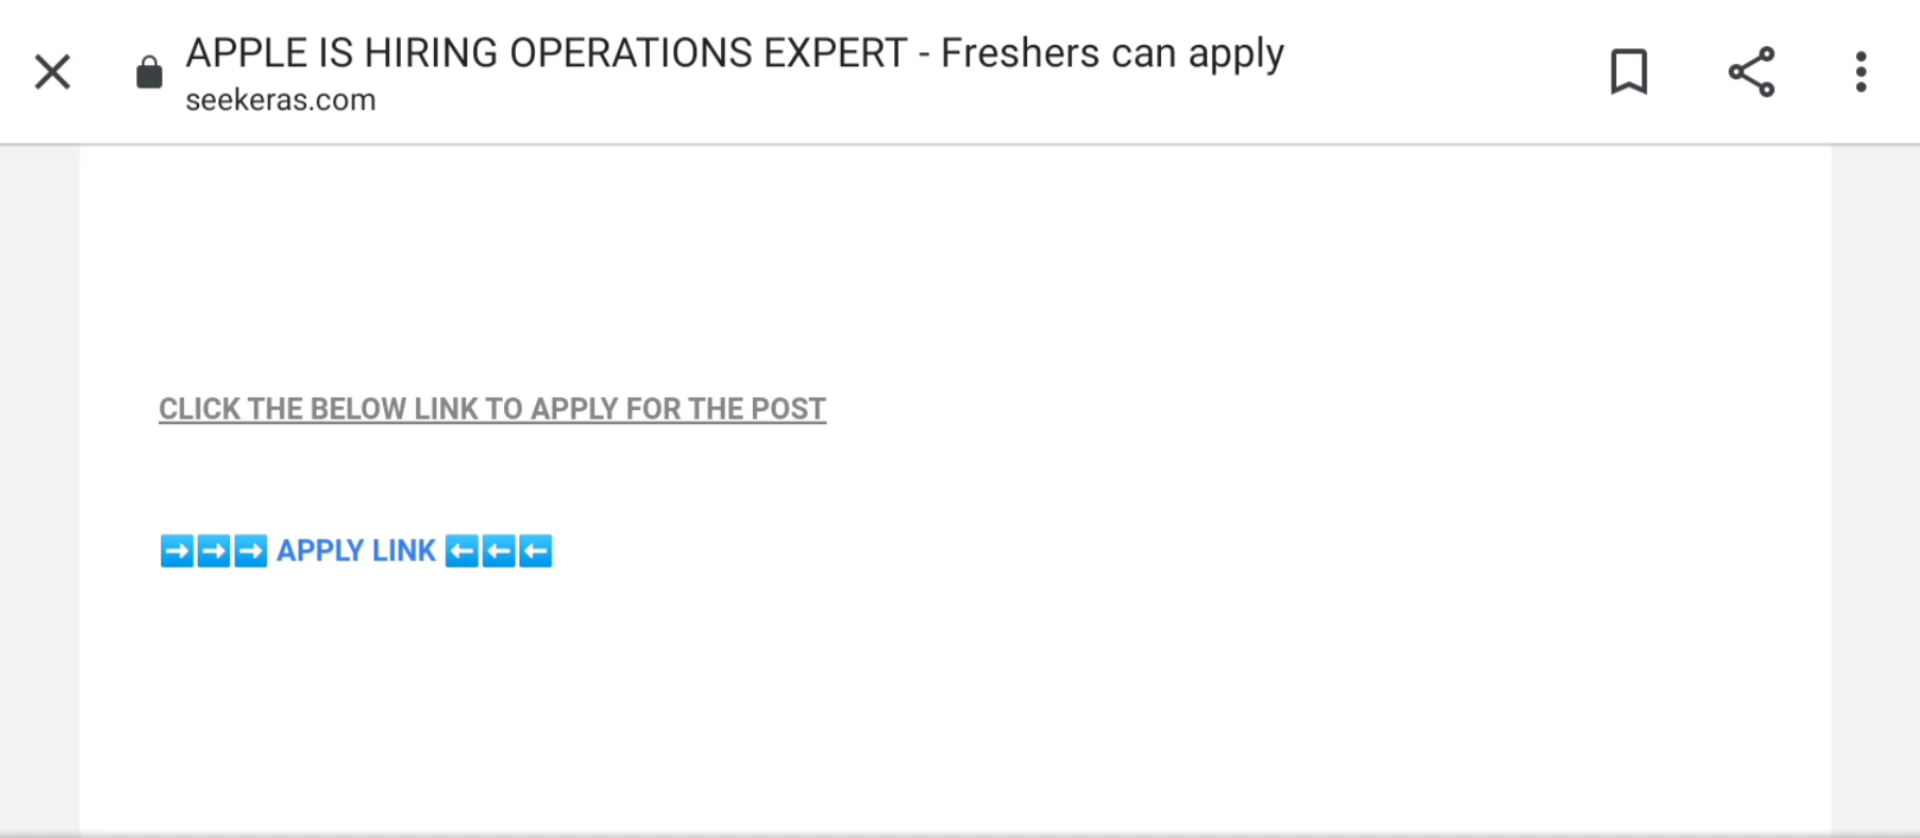 APPLE IS HIRING OPERATIONS EXPERT - Freshers can apply
seekeras.com
CLICK THE BELOW LINK TO APPLY FOR THE POST
➡️➡️➡️ APPLY LINK ⬅️⬅️⬅️